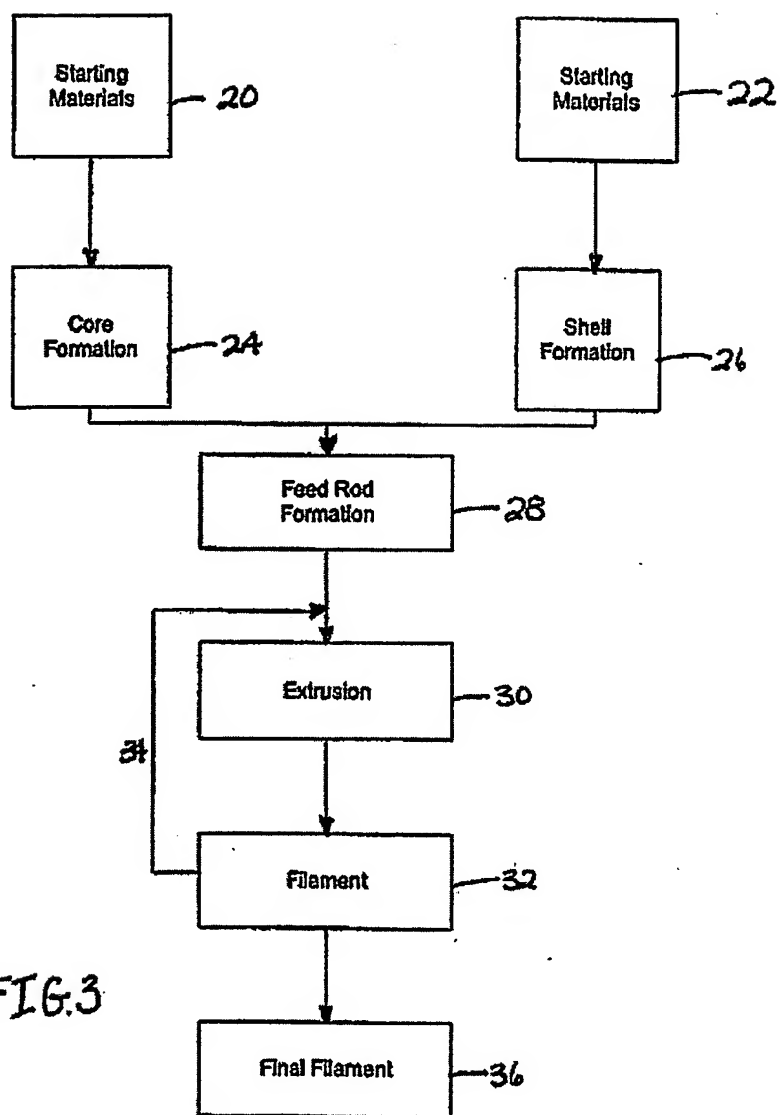 Starting
Materials
20
Starting
Materials
22
Core
Formation
24
Shell
Formation
26
Feed Rod
Formation
28
Extrusion
30
34
Filament
32
FIG.3
Final Filament
36